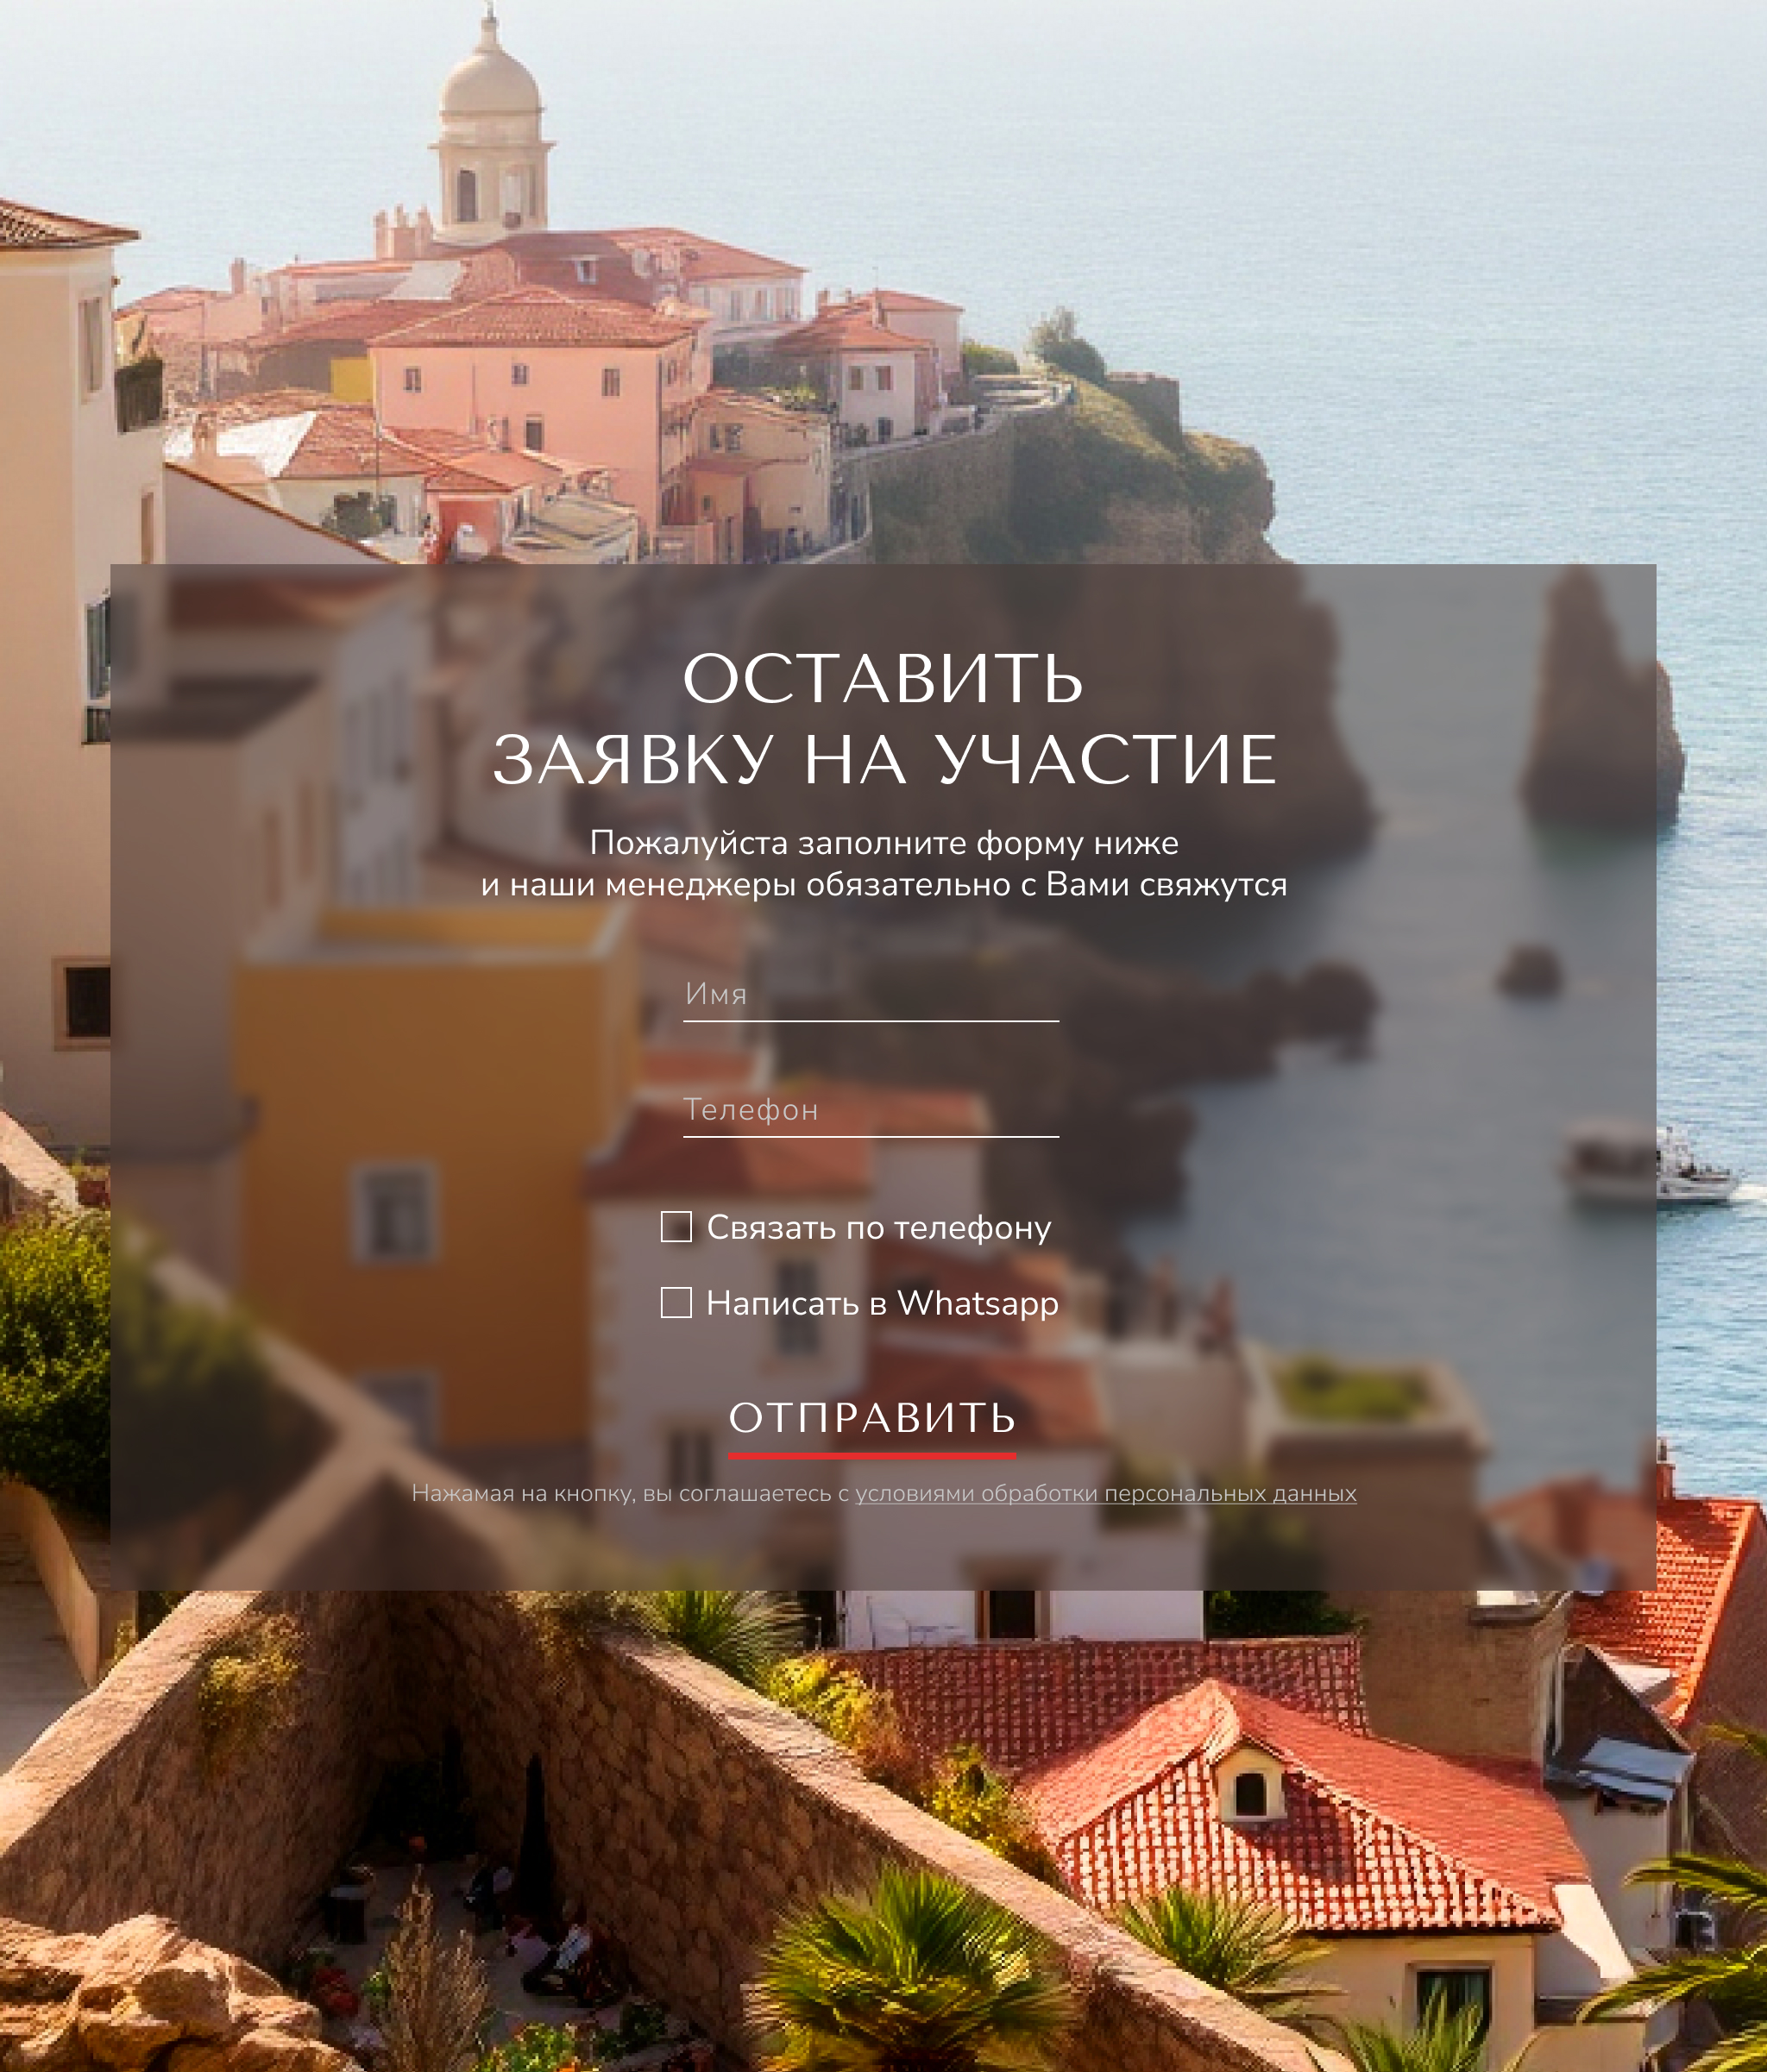 ОСТАВИТЬ
ЗАЯВКУ НА УЧАСТИЕ
Пожалуйста заполните форму ниже
и наши менеджеры обязательно с Вами свяжутся
Имя
Телефон
Связать по телефону
Написать в Whatsapp
ОТПРАВИТЬ
Нажамая на кнопку, вы соглашаетесь с условиями обработки персональных данных